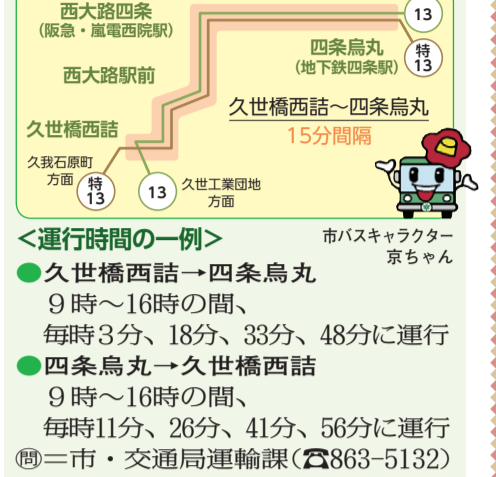 西大路四条
(阪急・嵐電西院駅)
13
四条烏丸
(地下鉄四条駅)
特
13
西大路駅前
久世橋西詰～四条烏丸
15分間隔
久世橋西詰
久我石原町
方面
特
13
13
久世工業団地
方面
<運行時間の一例>
市バスキャラクター
京ちゃん
●久世橋西詰→四条烏丸
９時～16時の間、
毎時３分、18分、33分、48分に運行
●四条烏丸→久世橋西詰
９時～16時の間、
毎時11分、26分、41分、56分に運行
㉄＝市・交通局運輸課(☎863−5132)